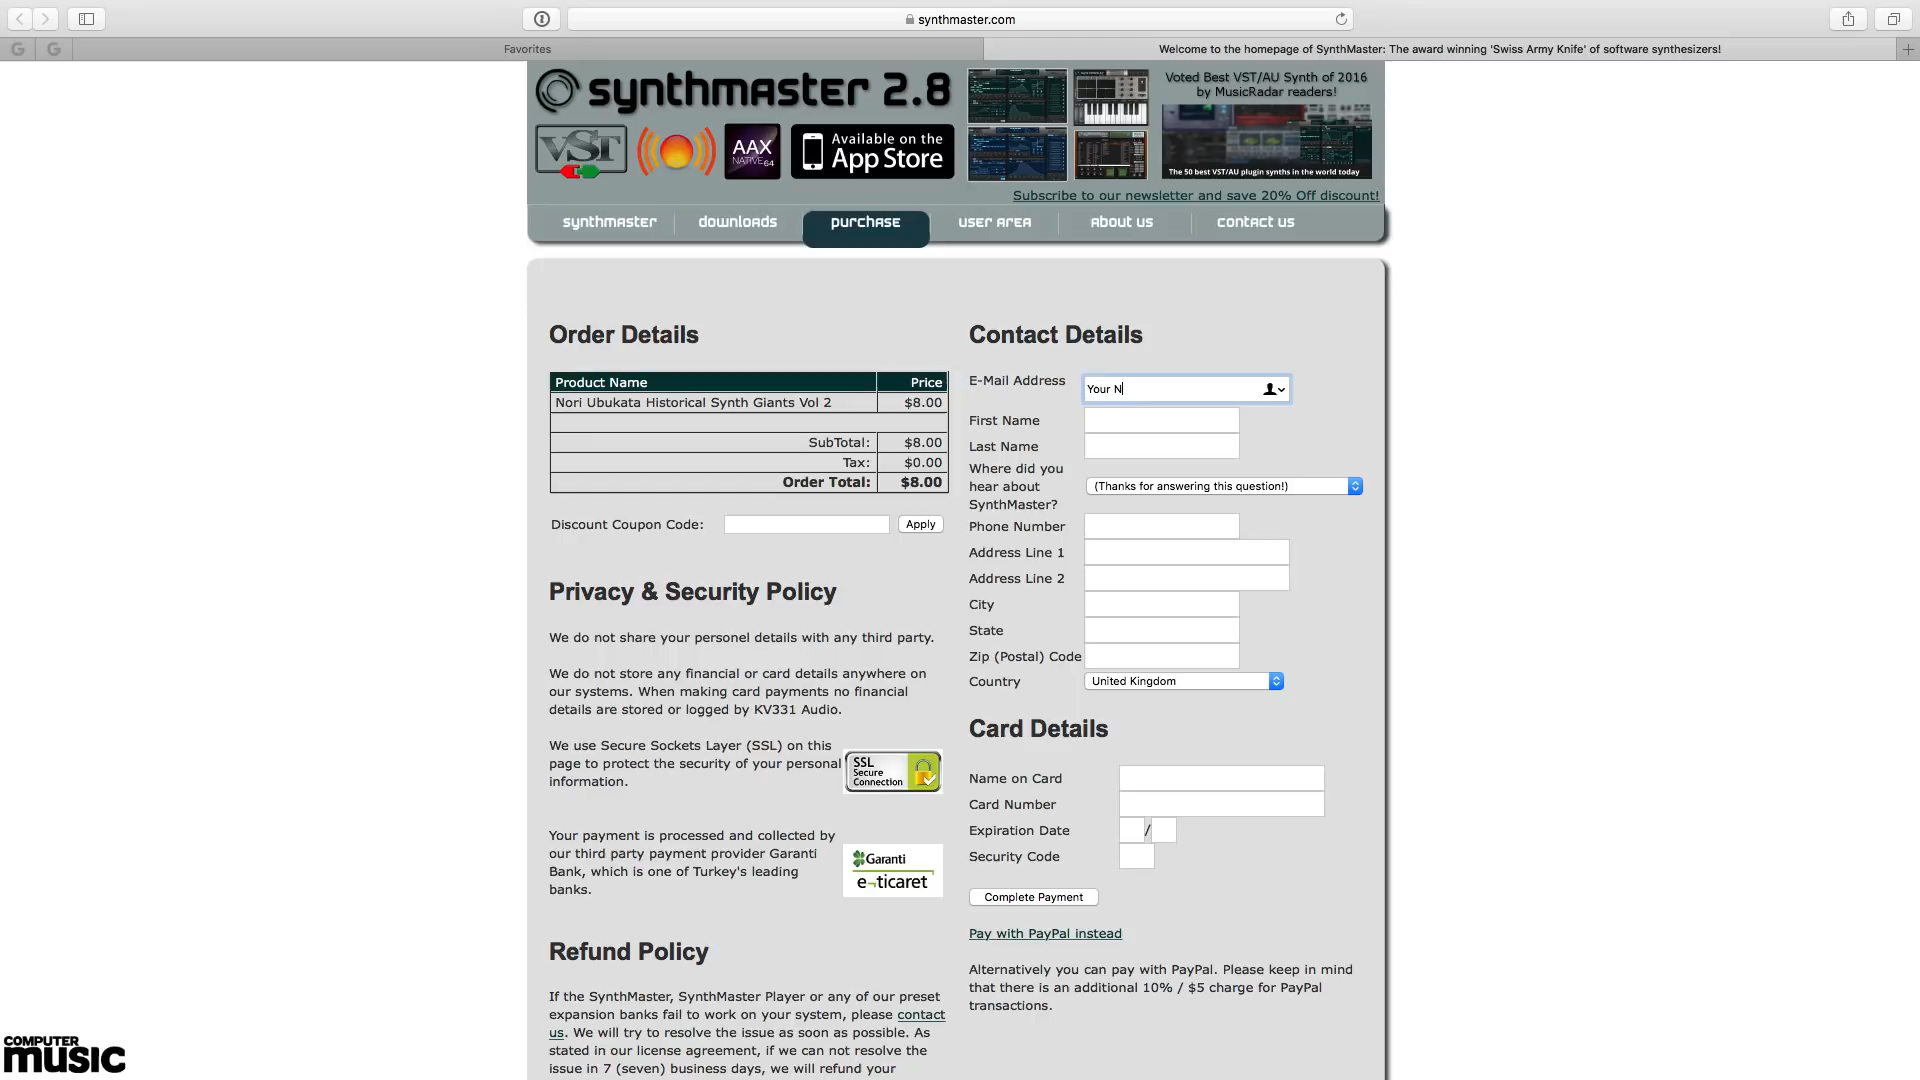 synthmaster.com
Favorites
Welcome to the homepage of SynthMaster: The award winning 'Swiss Army Knife' of software synthesizers!
synthmaster 2.8
Voted Best VST/AU Synth of 2016
by MusicRadar readers!
VST
AAX
NATIVE 64
Available on the
App Store
The 50 best VST/AU plugin synths in the world today
Subscribe to our newsletter and save 20% Off discount!
synthmaster
downloads
purchase
user area
about us
contact us
Order Details
Product Name Price
Nori Ubukata Historical Synth Giants Vol 2 $8.00
SubTotal: $8.00
Tax: $0.00
Order Total: $8.00
Discount Coupon Code:
Apply
Privacy & Security Policy
We do not share your personel details with any third party.
We do not store any financial or card details anywhere on
our systems. When making card payments no financial
details are stored or logged by KV331 Audio.
We use Secure Sockets Layer (SSL) on this
page to protect the security of your personal
information.
SSL
Secure
Connection
Your payment is processed and collected by
our third party payment provider Garanti
Bank, which is one of Turkey's leading
banks.
Garanti
e-ticaret
Refund Policy
If the SynthMaster, SynthMaster Player or any of our preset
expansion banks fail to work on your system, please contact
us. We will try to resolve the issue as soon as possible. As
stated in our license agreement, if we can not resolve the
issue in 7 (seven) business days, we will refund your
Contact Details
E-Mail Address
Your N
First Name
Last Name
Where did you
hear about
SynthMaster?
(Thanks for answering this question!)
Phone Number
Address Line 1
Address Line 2
City
State
Zip (Postal) Code
Country
United Kingdom
Card Details
Name on Card
Card Number
Expiration Date
/
Security Code
Complete Payment
Pay with PayPal instead
Alternatively you can pay with PayPal. Please keep in mind
that there is an additional 10% / $5 charge for PayPal
transactions.
COMPUTER
music